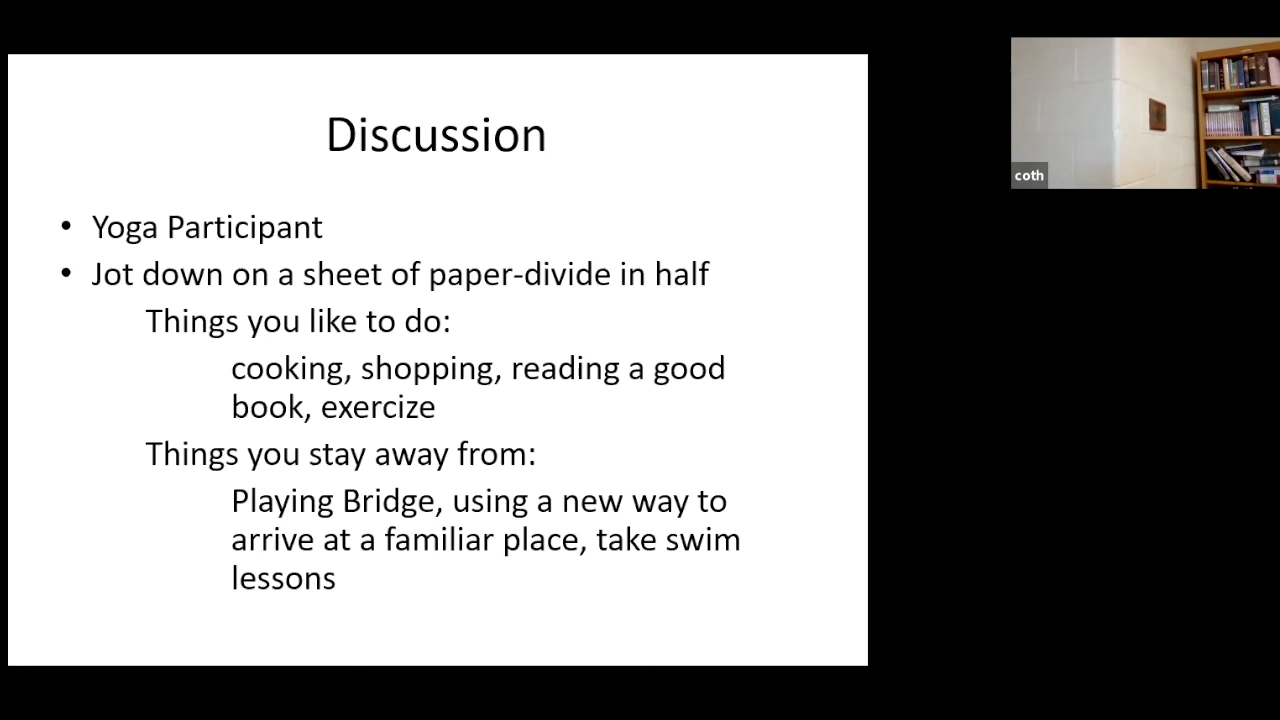 Discussion
• Yoga Participant
• Jot down on a sheet of paper-divide in half
Things you like to do:
cooking, shopping, reading a good
book, exercize
Things you stay away from:
Playing Bridge, using a new way to
arrive at a familiar place, take swim
lessons
coth